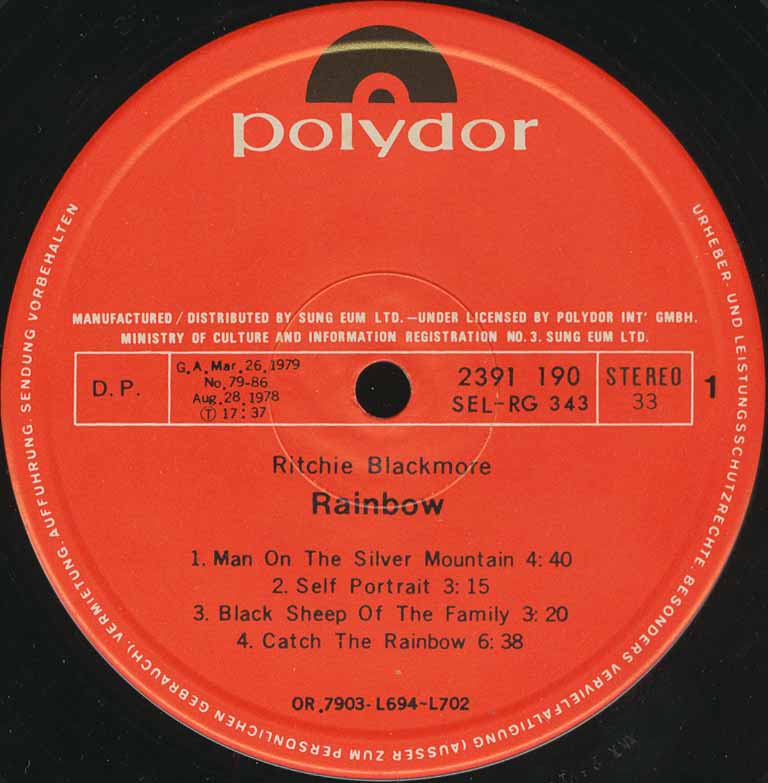 polydor
MANUFACTURED / DISTRIBUTED BY SUNG EUM LTD. —UNDER LICENSED BY POLYDOR INT' GMBH.
MINISTRY OF CULTURE AND INFORMATION REGISTRATION NO. 3. SUNG EUM LTD.
D. P.
G. A. Mar. 26. 1979
No. 79-86
Aug. 28. 1978
Ⓣ 17: 37
2391 190
SEL-RG 343
STEREO
33
1
Ritchie Blackmore
Rainbow
1. Man On The Silver Mountain 4: 40
2. Self Portrait 3: 15
3. Black Sheep Of The Family 3: 20
4. Catch The Rainbow 6: 38
OR. 7903- L694~L702
URHEBER- UND LEISTUNGSSCHUTZRECHTE. BESONDERS VERVIELFALTIGUNG (AUSSER ZUM PERSONLICHEN GEBRAUCH), VERMIETUNG. AUFFUHRUNG. SENDUNG VORBEHALTEN